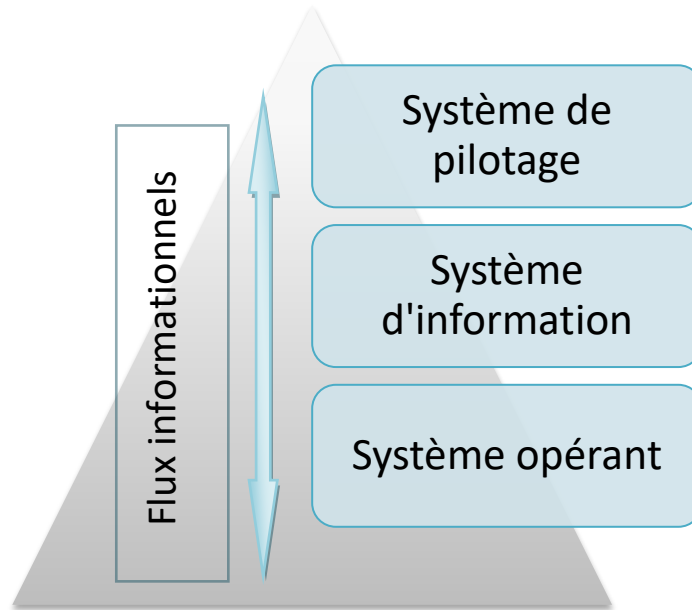 Système de
pilotage
Système
d'information
Système opérant
Flux informationnels